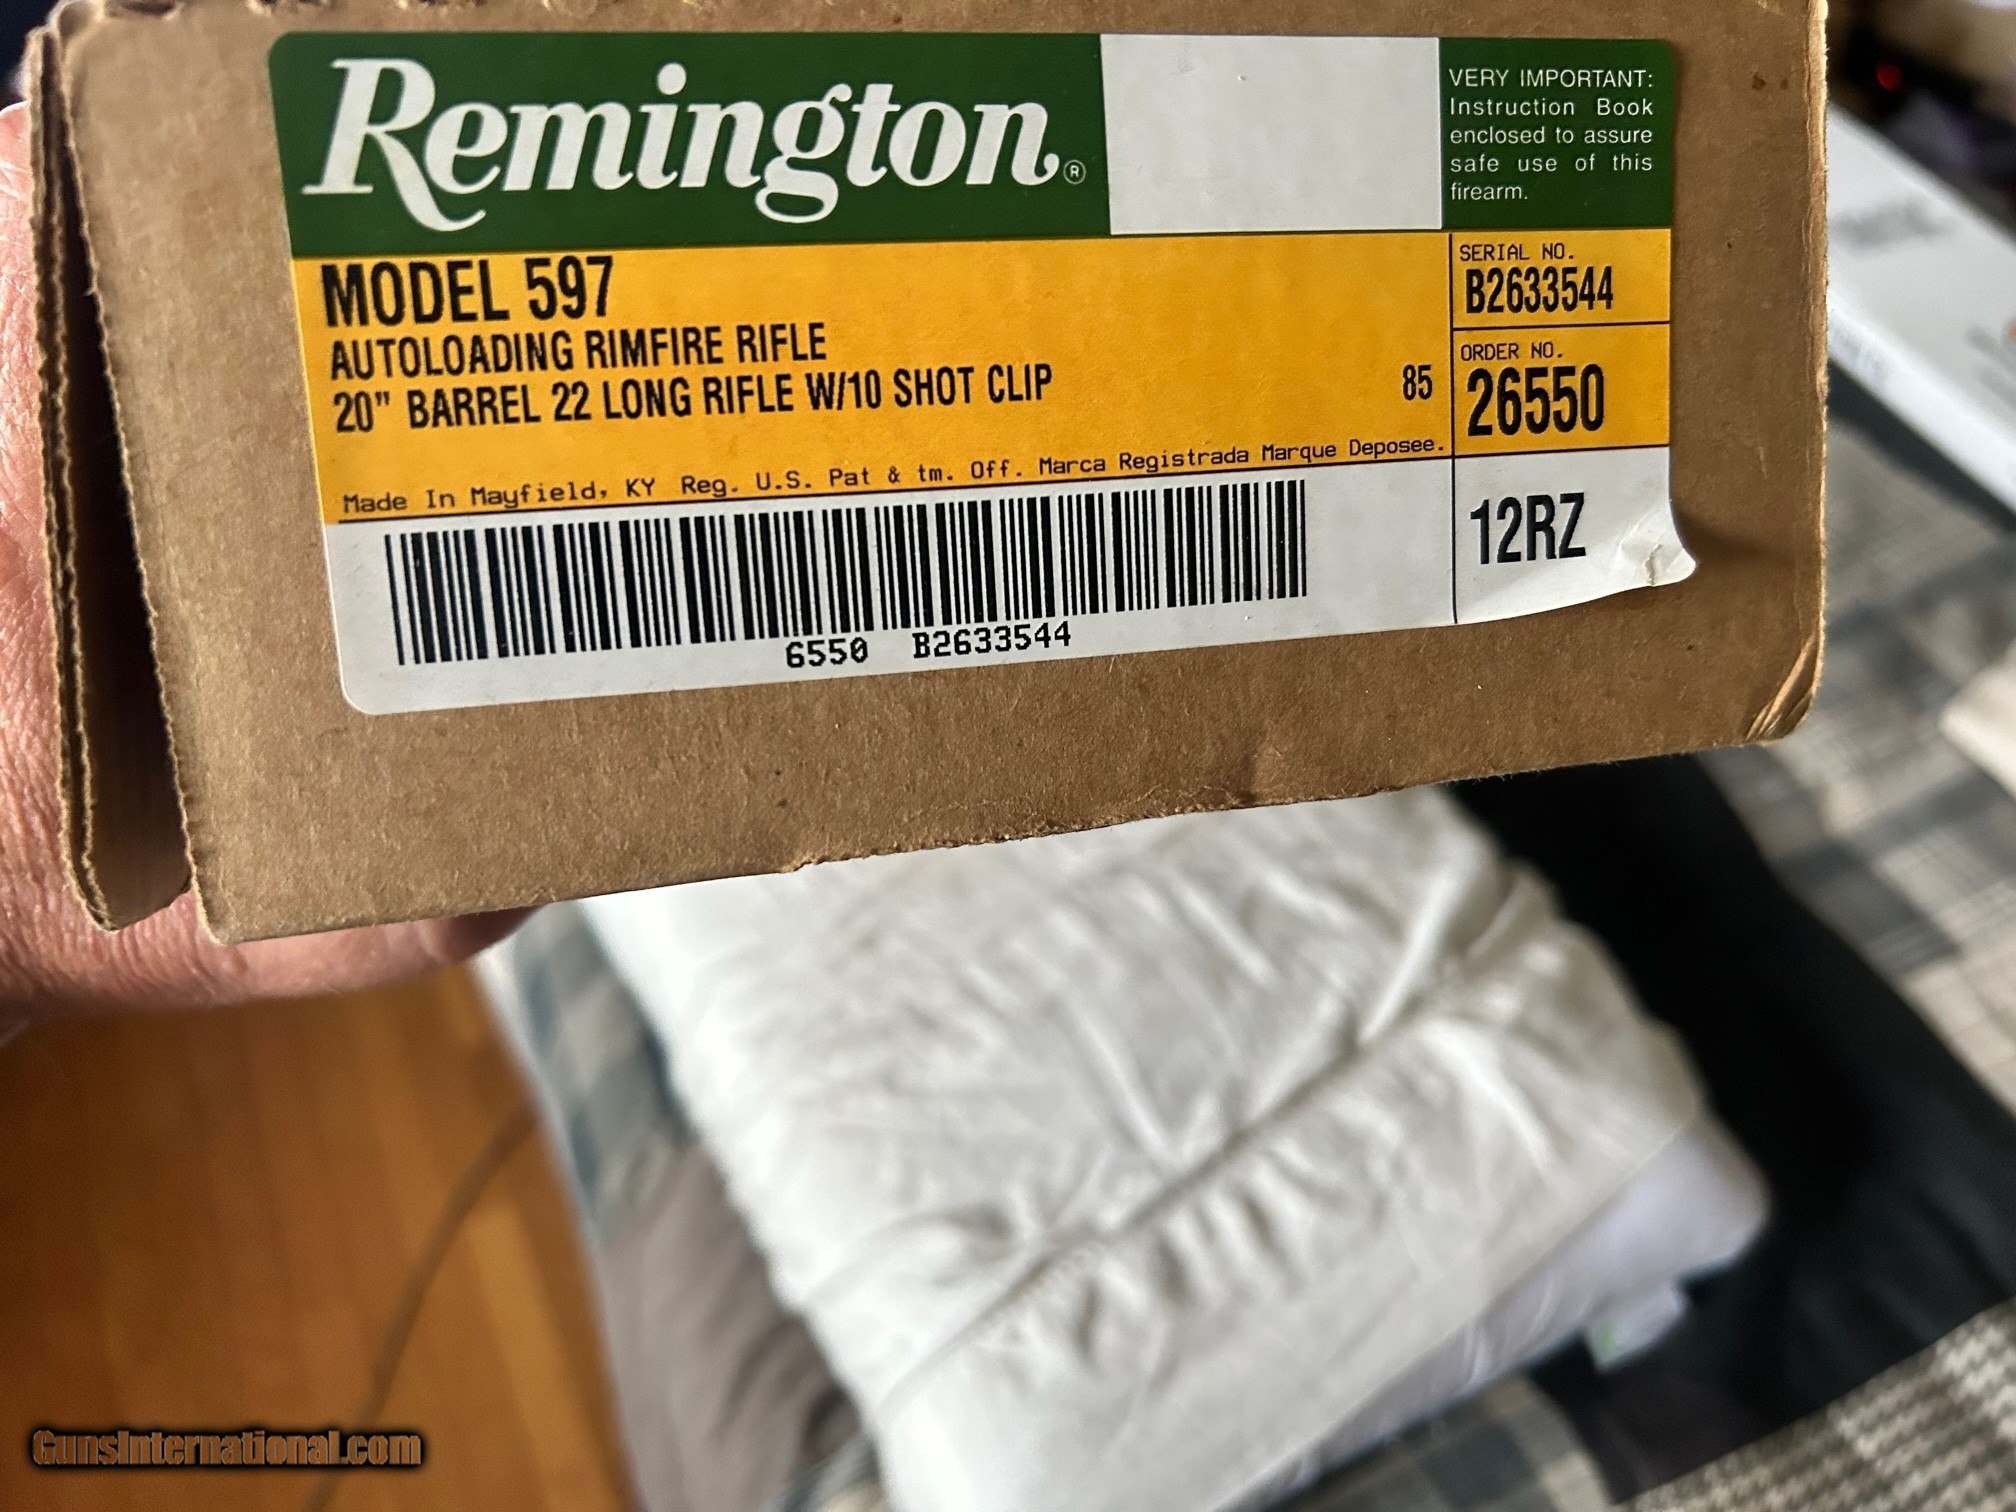 Remington®
VERY IMPORTANT:
Instruction Book
enclosed to assure
safe use of this
firearm.
MODEL 597
AUTOLOADING RIMFIRE RIFLE
20" BARREL 22 LONG RIFLE W/10 SHOT CLIP
85
Made In Mayfield, KY Reg. U.S. Pat & tm. Off. Marca Registrada Marque Deposee.
SERIAL NO.
B2633544
ORDER NO.
26550
12RZ
6550 B2633544
GunsInternational.com